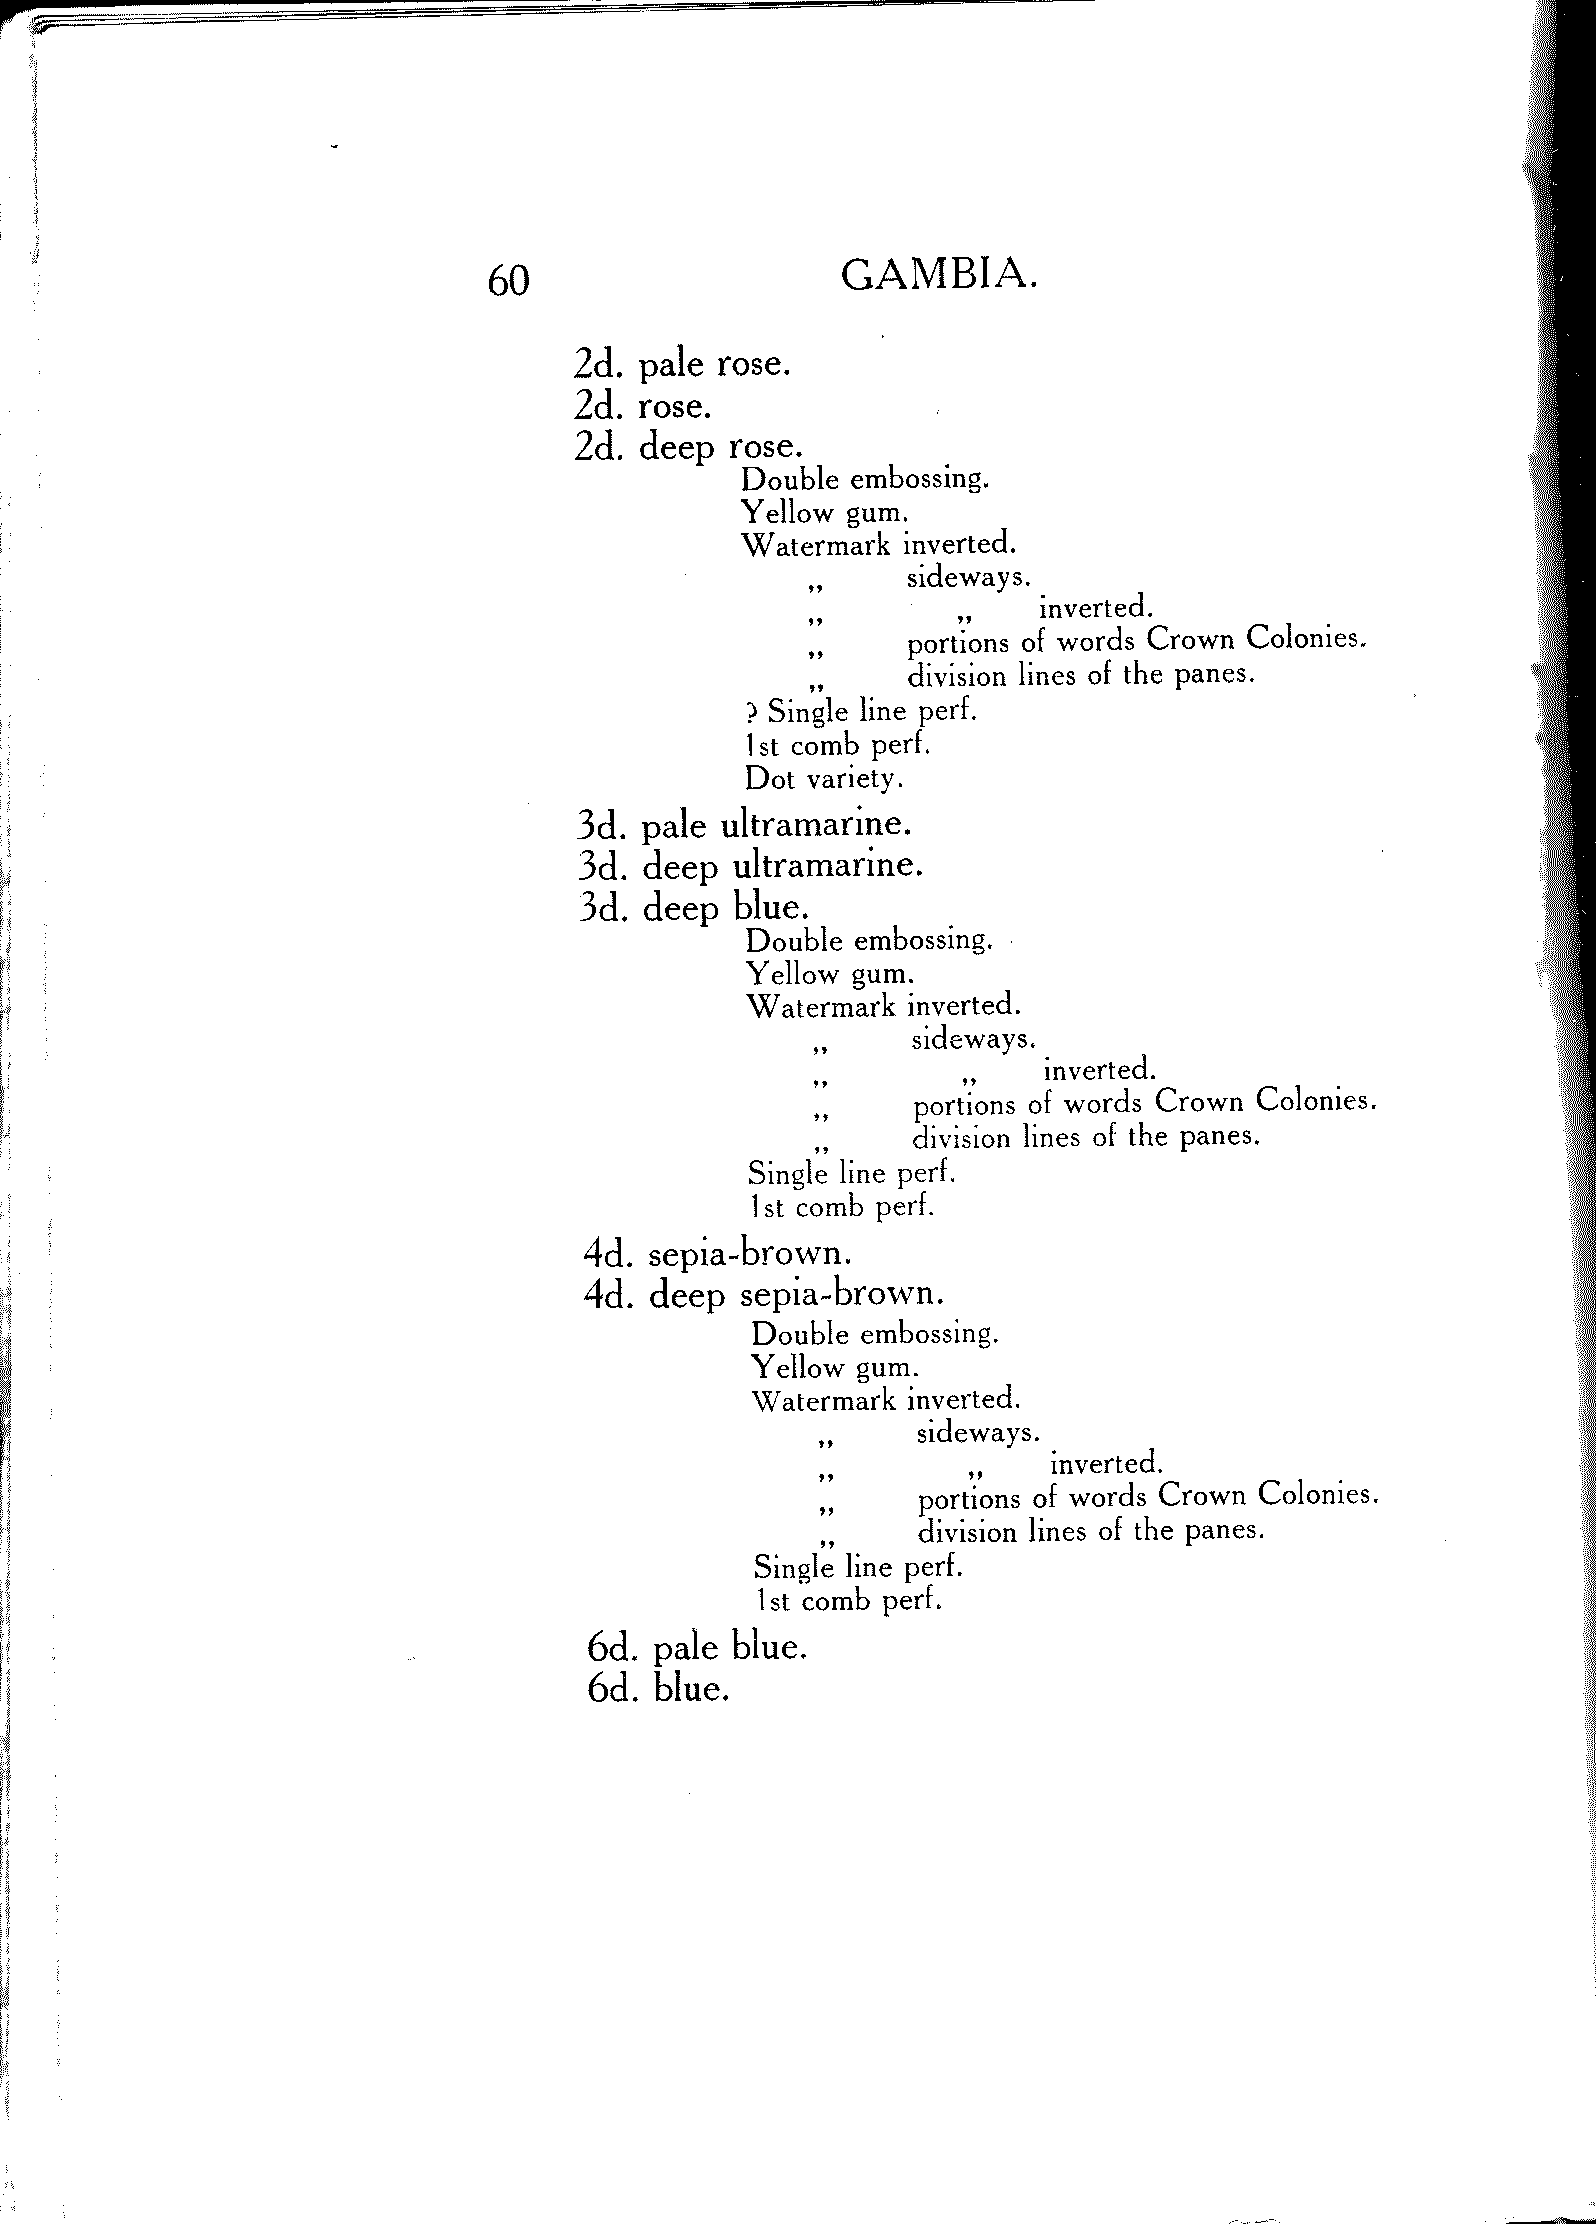 60 GAMBIA.
2d. pale rose.
2d. rose.
2d. deep rose.
Double embossing.
Yellow gum.
Watermark inverted.
„ sideways.
„ „ inverted.
„ portions of words Crown Colonies.
„ division lines of the panes.
? Single line perf.
1st comb perf.
Dot variety.
3d. pale ultramarine.
3d. deep ultramarine.
3d. deep blue.
Double embossing.
Yellow gum.
Watermark inverted.
„ sideways.
„ „ inverted.
„ portions of words Crown Colonies.
„ division lines of the panes.
Single line perf.
1st comb perf.
4d. sepia-brown.
4d. deep sepia-brown.
Double embossing.
Yellow gum.
Watermark inverted.
„ sideways.
„ „ inverted.
„ portions of words Crown Colonies.
„ division lines of the panes.
Single line perf.
1st comb perf.
6d. pale blue.
6d. blue.